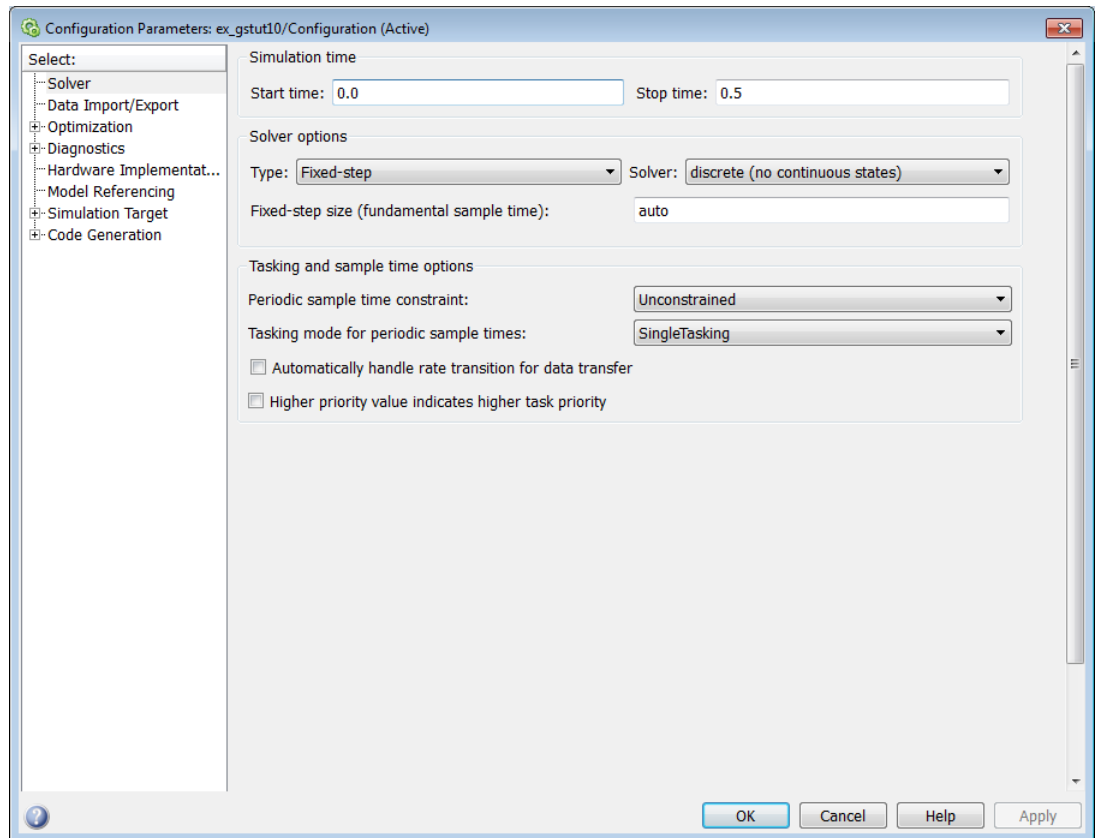 Configuration Parameters: ex_gstut10/Configuration (Active)
Select:
Solver
Data Import/Export
Optimization
Diagnostics
Hardware Implementat...
Model Referencing
Simulation Target
Code Generation
Simulation time
Start time: 0.0 Stop time: 0.5
Solver options
Type: Fixed-step Solver: discrete (no continuous states)
Fixed-step size (fundamental sample time): auto
Tasking and sample time options
Periodic sample time constraint: Unconstrained
Tasking mode for periodic sample times: SingleTasking
Automatically handle rate transition for data transfer
Higher priority value indicates higher task priority
OK Cancel Help Apply